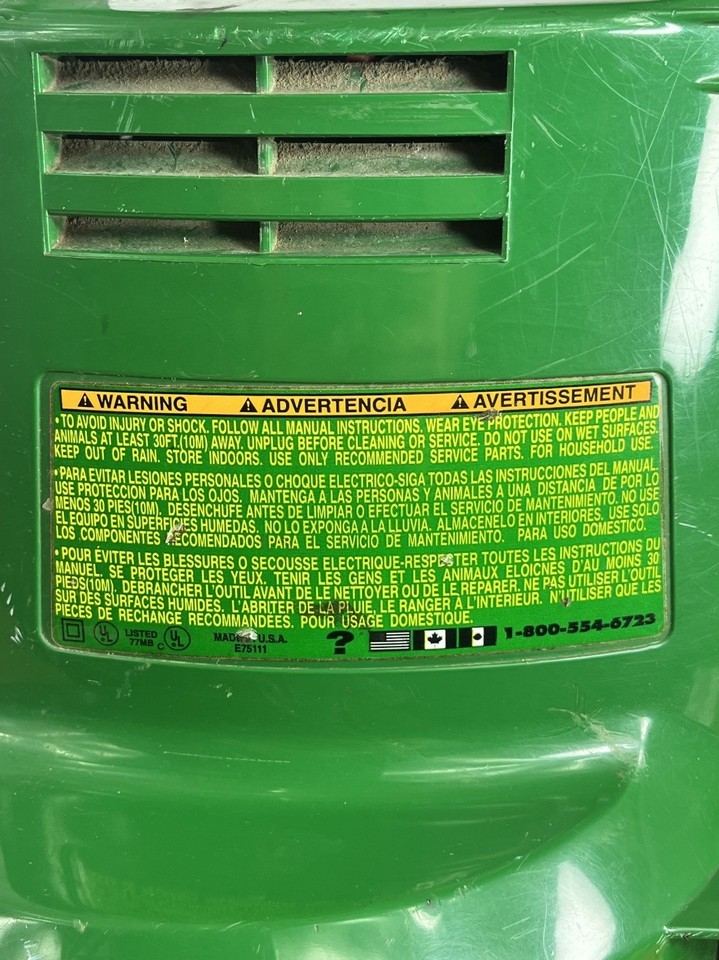 WARNING ADVERTENCIA AVERTISSEMENT
•TO AVOID INJURY OR SHOCK. FOLLOW ALL MANUAL INSTRUCTIONS, WEAR EYE PROTECTION. KEEP PEOPLE AND
ANIMALS AT LEAST 30FT.(10M) AWAY. UNPLUG BEFORE CLEANING OR SERVICE. DO NOT USE ON WET SURFACES.
KEEP OUT OF RAIN. STORE INDOORS. USE ONLY RECOMMENDED SERVICE PARTS. FOR HOUSEHOLD USE.
•PARA EVITAR LESIONES PERSONALES O CHOQUE ELECTRICO-SIGA TODAS LAS INSTRUCCIONES DEL MANUAL.
USE PROTECCION PARA LOS OJOS. MANTENGA A LAS PERSONAS Y ANIMALES A UNA DISTANCIA DE POR LO
MENOS 30 PIES(10M), DESENCHUFE ANTES DE LIMPIAR O EFECTUAR EL SERVICIO DE MANTENIMIENTO. NO USE
EL EQUIPO EN SUPERFICIES HUMEDAS. NO LO EXPONGA A LA LLUVIA. ALMACENELO EN INTERIORES. USE SOLO
LOS COMPONENTES RECOMENDADOS PARA EL SERVICIO DE MANTENIMIENTO. PARA USO DOMESTICO.
•POUR ÉVITER LES BLESSURES O SECOUSSE ELECTRIQUE-RESPECTER TOUTES LES INSTRUCTIONS DU
MANUEL. SE PROTÉGER LES YEUX. TENIR LES GENS ET LES ANIMAUX ELOICNÉS D'AU MOINS 30
PIEDS(10M), DEBRANCHER L'OUTIL AVANT DE LE NETTOYER OU DE LE REPARER. NE PAS UTILISER L'OUTIL
SUR DES SURFACES HUMIDES. L'ABRITER DE LA PLUIE, LE RANGER A L'INTERIEUR. N'UTILISER QUE LES
PIECES DE RECHANGE RECOMMANDEES. POUR USAGE DOMESTIQUE.
UL LISTED C UL MADE IN U.S.A. ? 1-800-554-6723
77MB E75111